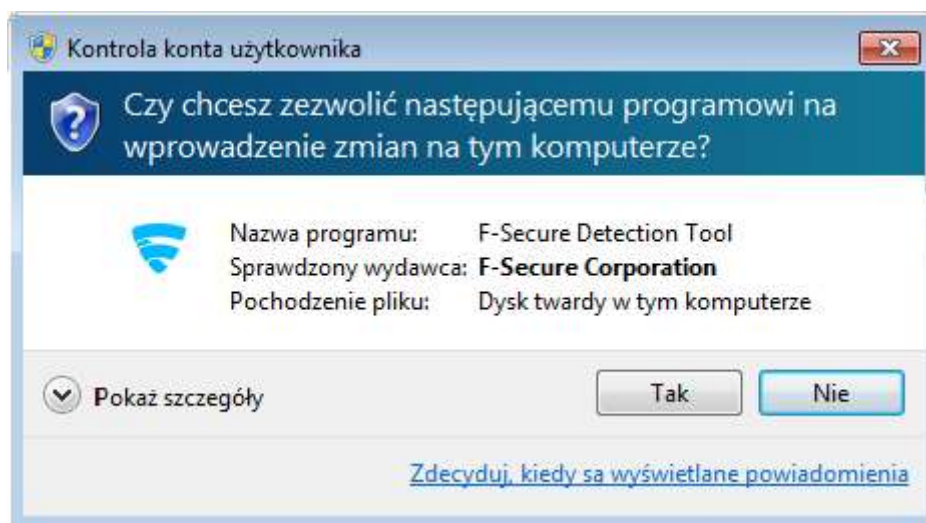 Kontrola konta użytkownika
Czy chcesz zezwolić następującemu programowi na
wprowadzenie zmian na tym komputerze?
Nazwa programu: F-Secure Detection Tool
Sprawdzony wydawca: F-Secure Corporation
Pochodzenie pliku: Dysk twardy w tym komputerze
Pokaż szczegóły Tak Nie
Zdecyduj, kiedy są wyświetlane powiadomienia